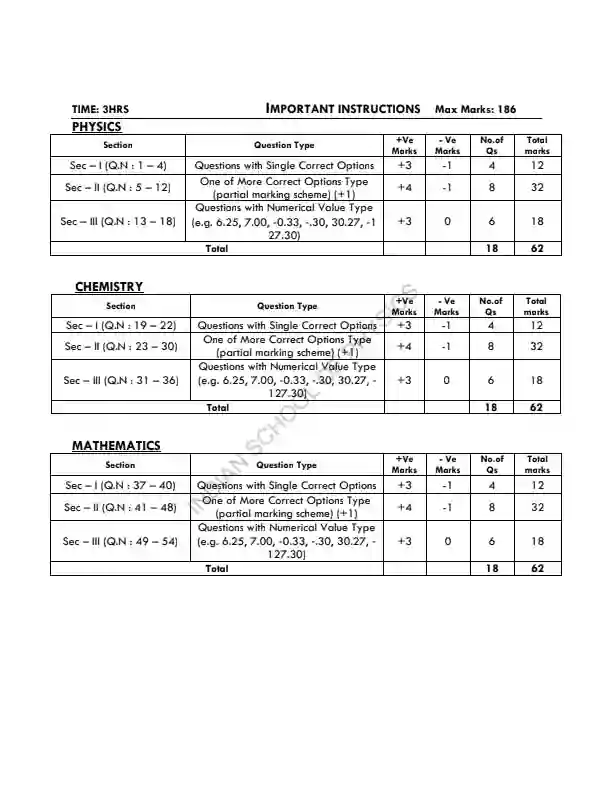 TIME: 3HRS IMPORTANT INSTRUCTIONS Max Marks: 186
PHYSICS
Section Question Type +Ve Marks - Ve Marks No.of Qs Total marks
Sec – I (Q.N : 1 – 4) Questions with Single Correct Options +3 -1 4 12
Sec – II (Q.N : 5 – 12) One of More Correct Options Type (partial marking scheme) (+1) +4 -1 8 32
Sec – III (Q.N : 13 – 18) Questions with Numerical Value Type (e.g. 6.25, 7.00, -0.33, -.30, 30.27, -1 27.30) +3 0 6 18
Total 18 62
CHEMISTRY
Section Question Type +Ve Marks - Ve Marks No.of Qs Total marks
Sec – I (Q.N : 19 – 22) Questions with Single Correct Options +3 -1 4 12
Sec – II (Q.N : 23 – 30) One of More Correct Options Type (partial marking scheme) (+1) +4 -1 8 32
Sec – III (Q.N : 31 – 36) Questions with Numerical Value Type (e.g. 6.25, 7.00, -0.33, -.30, 30.27, - 127.30) +3 0 6 18
Total 18 62
MATHEMATICS
Section Question Type +Ve Marks - Ve Marks No.of Qs Total marks
Sec – I (Q.N : 37 – 40) Questions with Single Correct Options +3 -1 4 12
Sec – II (Q.N : 41 – 48) One of More Correct Options Type (partial marking scheme) (+1) +4 -1 8 32
Sec – III (Q.N : 49 – 54) Questions with Numerical Value Type (e.g. 6.25, 7.00, -0.33, -.30, 30.27, - 127.30) +3 0 6 18
Total 18 62
INDIAN SCHOOL PHYSICS